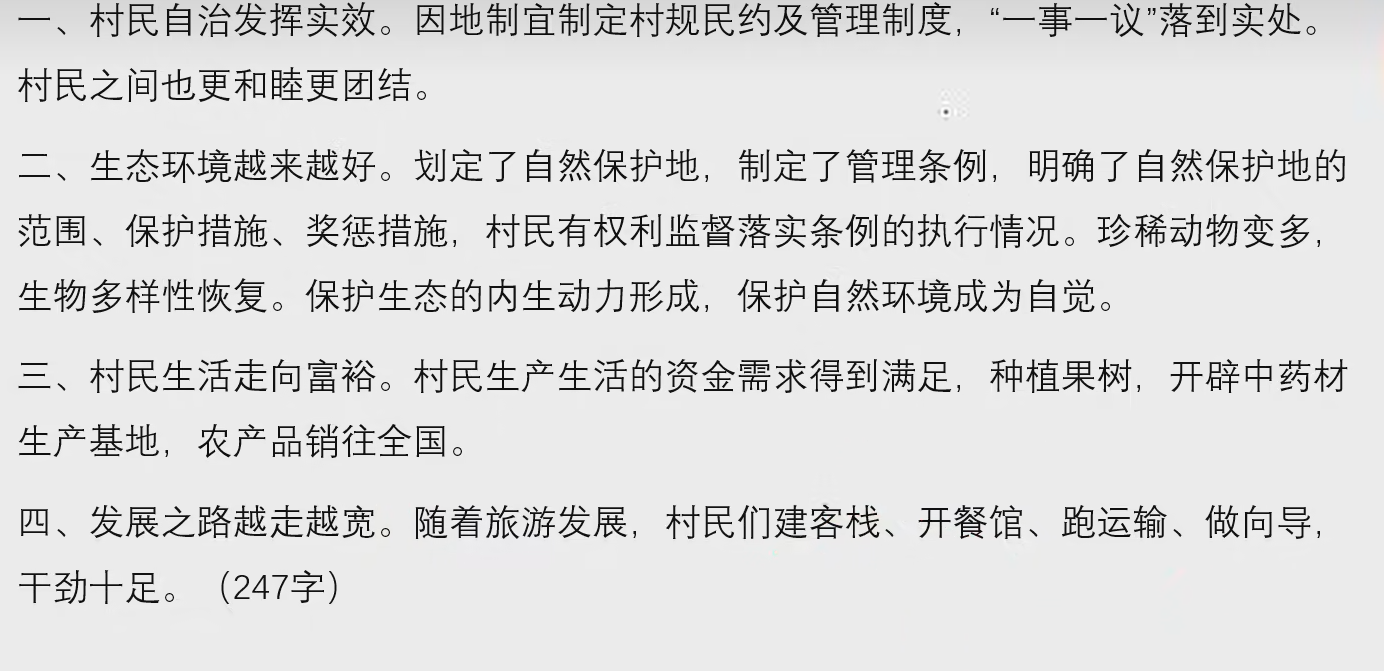 一、村民自治发挥实效。因地制宜制定村规民约及管理制度，“一事一议”落到实处。
村民之间也更和睦更团结。
二、生态环境越来越好。划定了自然保护地，制定了管理条例，明确了自然保护地的
范围、保护措施、奖惩措施，村民有权利监督落实条例的执行情况。珍稀动物变多，
生物多样性恢复。保护生态的内生动力形成，保护自然环境成为自觉。
三、村民生活走向富裕。村民生产生活的资金需求得到满足，种植果树，开辟中药材
生产基地，农产品销往全国。
四、发展之路越走越宽。随着旅游发展，村民们建客栈、开餐馆、跑运输、做向导，
干劲十足。（247字）